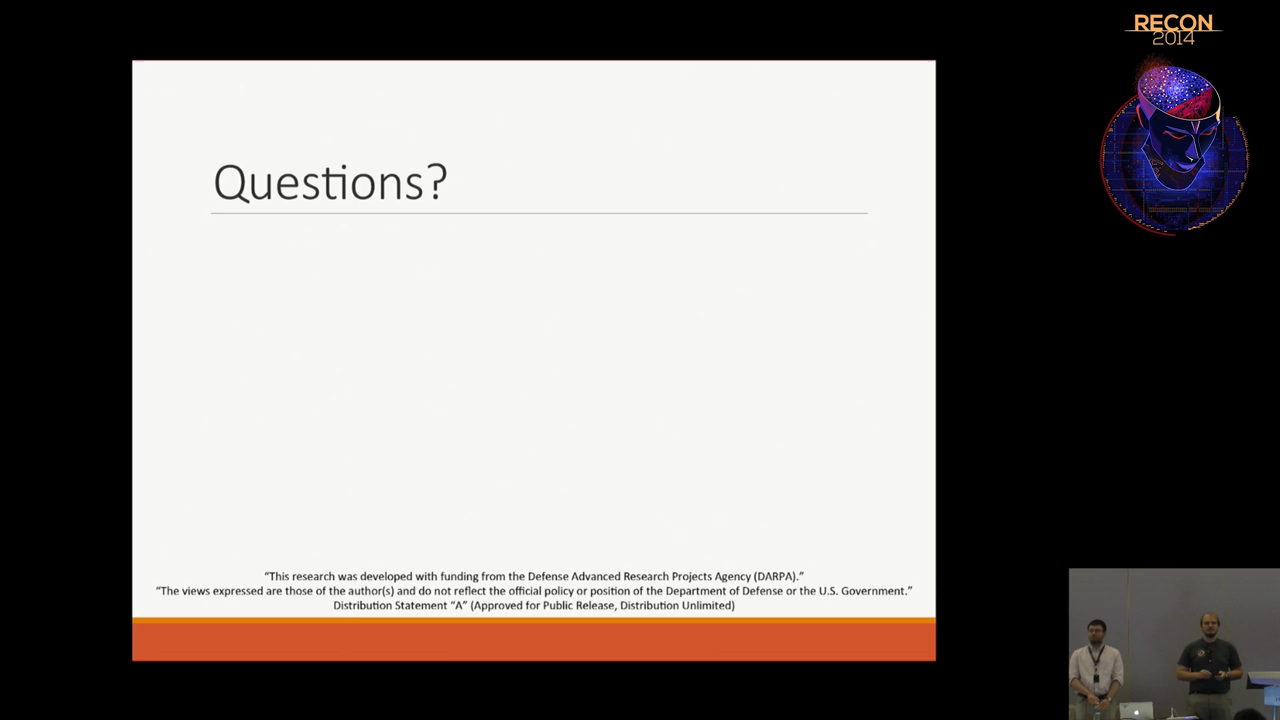 RECON
2014
Questions?
“This research was developed with funding from the Defense Advanced Research Projects Agency (DARPA).”
“The views expressed are those of the author(s) and do not reflect the official policy or position of the Department of Defense or the U.S. Government.”
Distribution Statement “A” (Approved for Public Release, Distribution Unlimited)